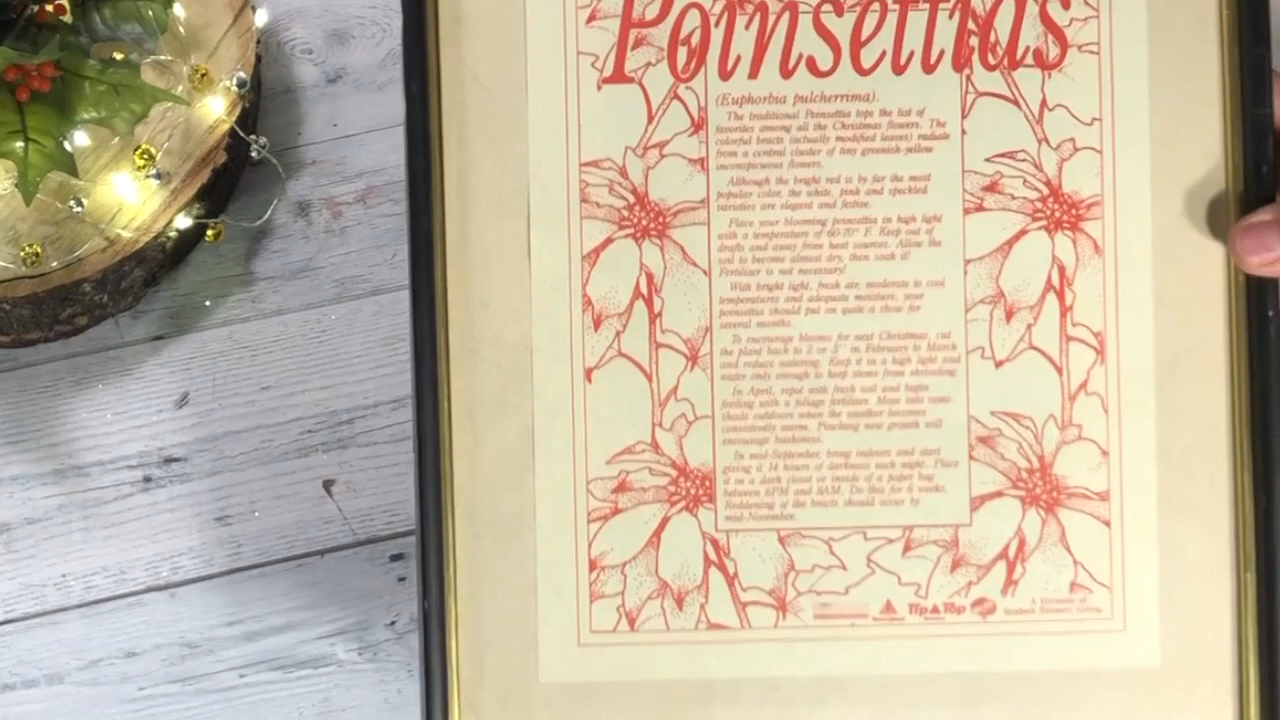 Poinsettias
(Euphorbia pulcherrima).
The traditional Poinsettia tops the list of
favorites among all the Christmas flowers. The
colorful bracts (actually modified leaves) radiate
from a central cluster of tiny greenish-yellow
inconspicuous flowers.
Although the bright red is by far the most
popular color, the white, pink and speckled
varieties are elegant and festive.
Place your blooming poinsettia in high light
with a temperature of 60-70° F. Keep out of
drafts and away from heat sources. Allow the
soil to become almost dry, then soak it!
Fertilizer is not necessary!
With bright light, fresh air, moderate to cool
temperatures and adequate moisture, your
poinsettia should put on quite a show for
several months.
To encourage blooms for next Christmas, cut
the plant back to 2 or 3" in February to March
and reduce watering. Keep it in a high light and
water only enough to keep stems from shriveling.
In April, repot with fresh soil and begin
feeding with a foliage fertilizer. Move into semi-
shade outdoors when the weather becomes
consistently warm. Pinching new growth will
encourage bushiness.
In mid-September, bring indoors and start
giving it 14 hours of darkness each night. Place
it in a dark closet or inside of a paper bag
between 6PM and 8AM. Do this for 6 weeks.
Reddening of the bracts should occur by
mid-November.
Tip Top
A Division of
Nursery Group,